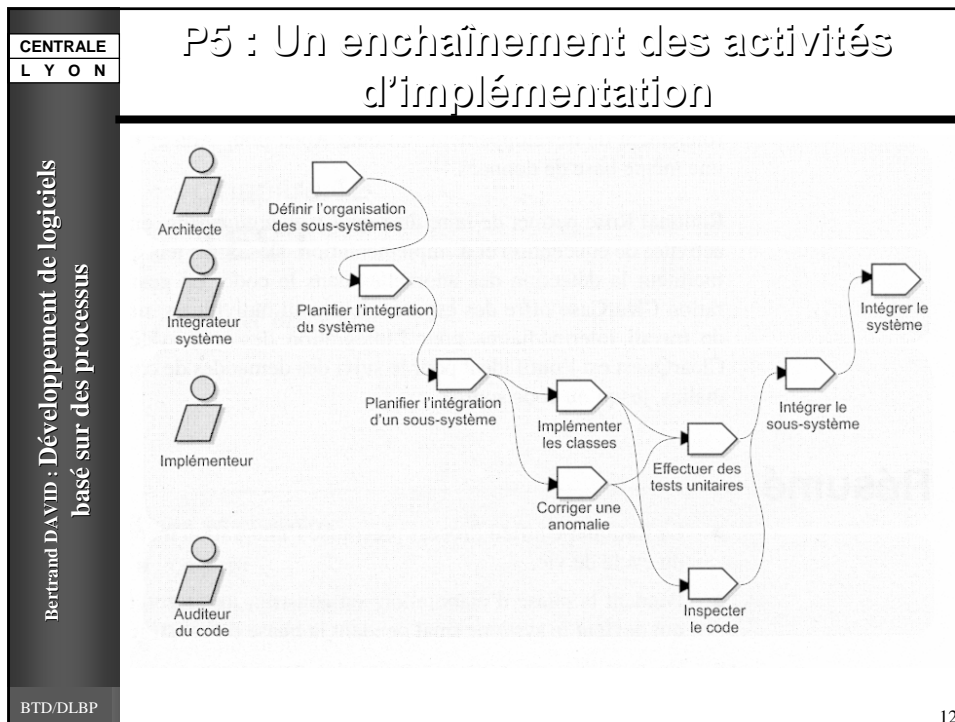 CENTRALE
L Y O N
P5 : Un enchaînement des activités
d'implémentation
Bertrand DAVID : Développement de logiciels
basé sur des processus
Architecte
Définir l'organisation
des sous-systèmes
Intégrateur
système
Planifier l'intégration
du système
Intégrer le
système
Implémenteur
Planifier l'intégration
d'un sous-système
Implémenter
les classes
Corriger une
anomalie
Effectuer des
tests unitaires
Intégrer le
sous-système
Auditeur
du code
Inspecter
le code
BTD/DLBP
12